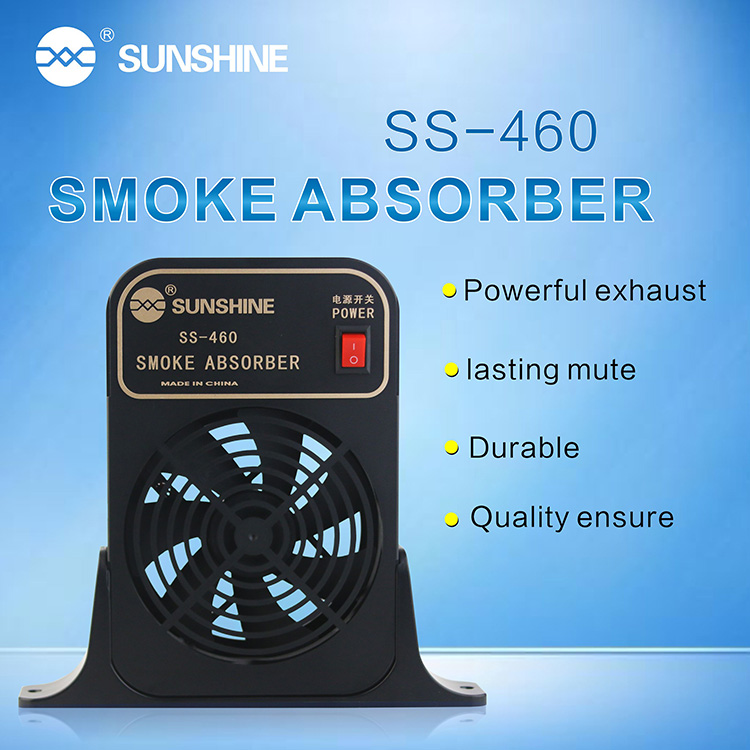 ® SUNSHINE
SS-460
SMOKE ABSORBER
® SUNSHINE
电源开关
POWER
SS-460
SMOKE ABSORBER
MADE IN CHINA
Powerful exhaust
lasting mute
Durable
Quality ensure